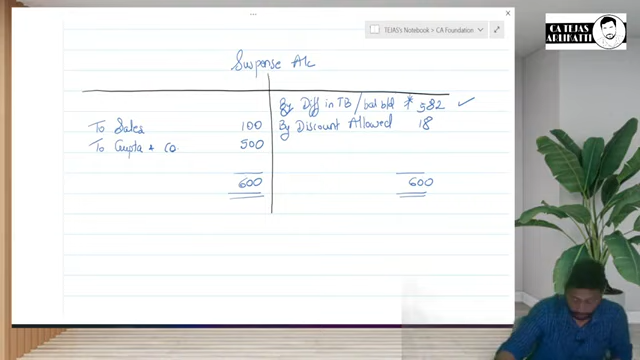 TEJAS's Notebook > CA Foundation
CA TEJAS
ARLIKATTI
Suspense A/c
By Diff in TB / bal b/d * 582 ✓
To Sales 100 By Discount Allowed 18
To Gupta & Co. 500
600 600